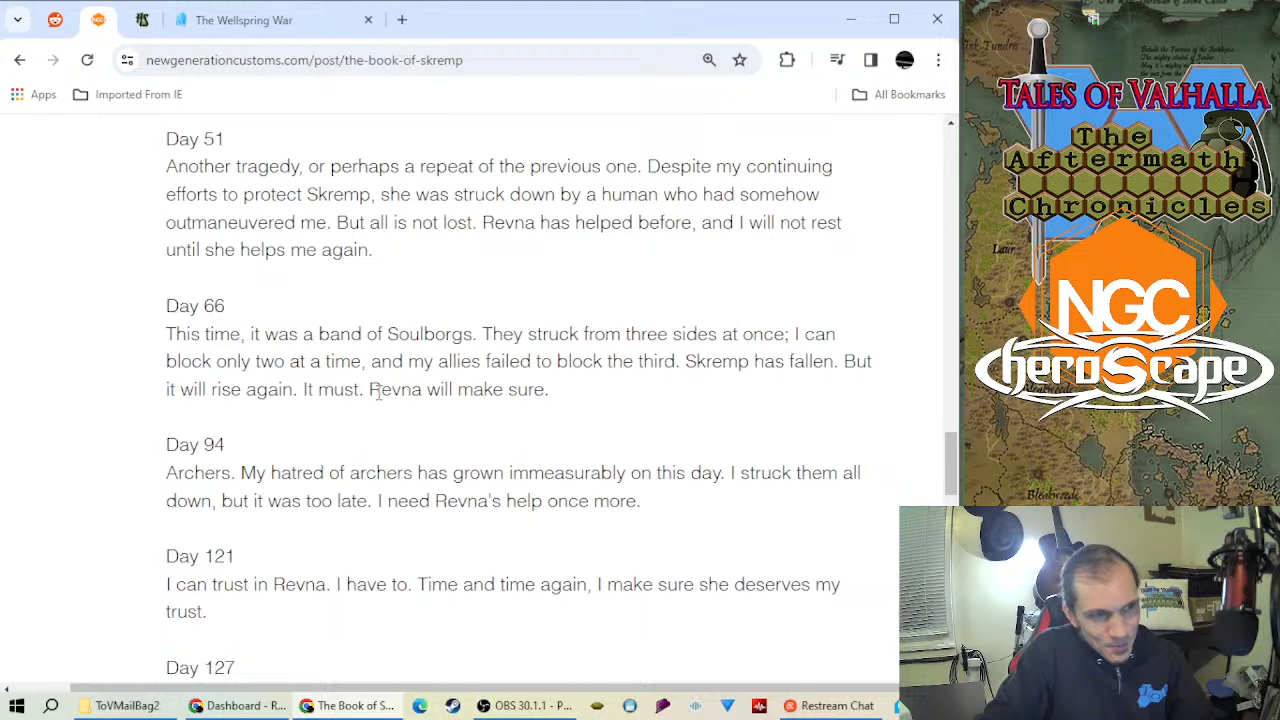 The Wellspring War
newgenerationcustoms.com/post/the-book-of-skremp
Apps
Imported From IE
All Bookmarks
Day 51
Another tragedy, or perhaps a repeat of the previous one. Despite my continuing
efforts to protect Skremp, she was struck down by a human who had somehow
outmaneuvered me. But all is not lost. Revna has helped before, and I will not rest
until she helps me again.
Day 66
This time, it was a band of Soulborgs. They struck from three sides at once; I can
block only two at a time, and my allies failed to block the third. Skremp has fallen. But
it will rise again. It must. Revna will make sure.
Day 94
Archers. My hatred of archers has grown immeasurably on this day. I struck them all
down, but it was too late. I need Revna's help once more.
Day 121
I can trust in Revna. I have to. Time and time again, I make sure she deserves my
trust.
Day 127
TALES OF VALHALLA
The
Aftermath
Chronicles
Laur
NGC
heroScape
Bleakwoode
ToVMailBag2
Dashboard - R...
The Book of S...
OBS 30.1.1 - P...
Restream Chat